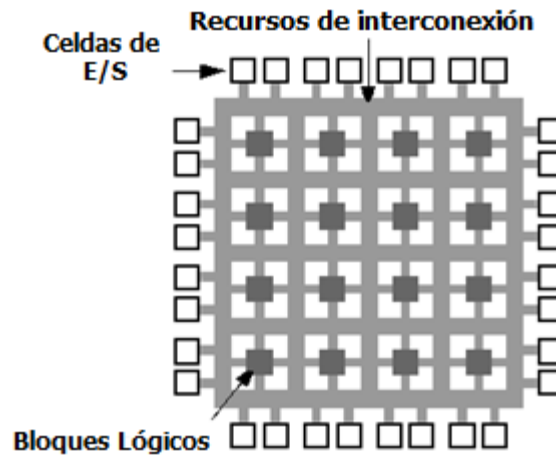 Recursos de interconexión
Celdas de
E/S
Bloques Lógicos